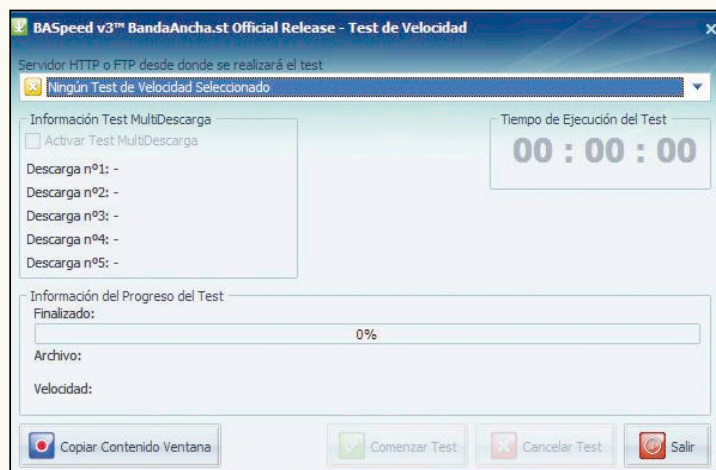 BASpeed v3™ BandaAncha.st Official Release - Test de Velocidad
Servidor HTTP o FTP desde donde se realizará el test
Ningún Test de Velocidad Seleccionado
Información Test MultiDescarga
Activar Test MultiDescarga
Descarga nº1: -
Descarga nº2: -
Descarga nº3: -
Descarga nº4: -
Descarga nº5: -
Tiempo de Ejecución del Test
00 : 00 : 00
Información del Progreso del Test
Finalizado:
0%
Archivo:
Velocidad:
Copiar Contenido Ventana
Comenzar Test
Cancelar Test
Salir